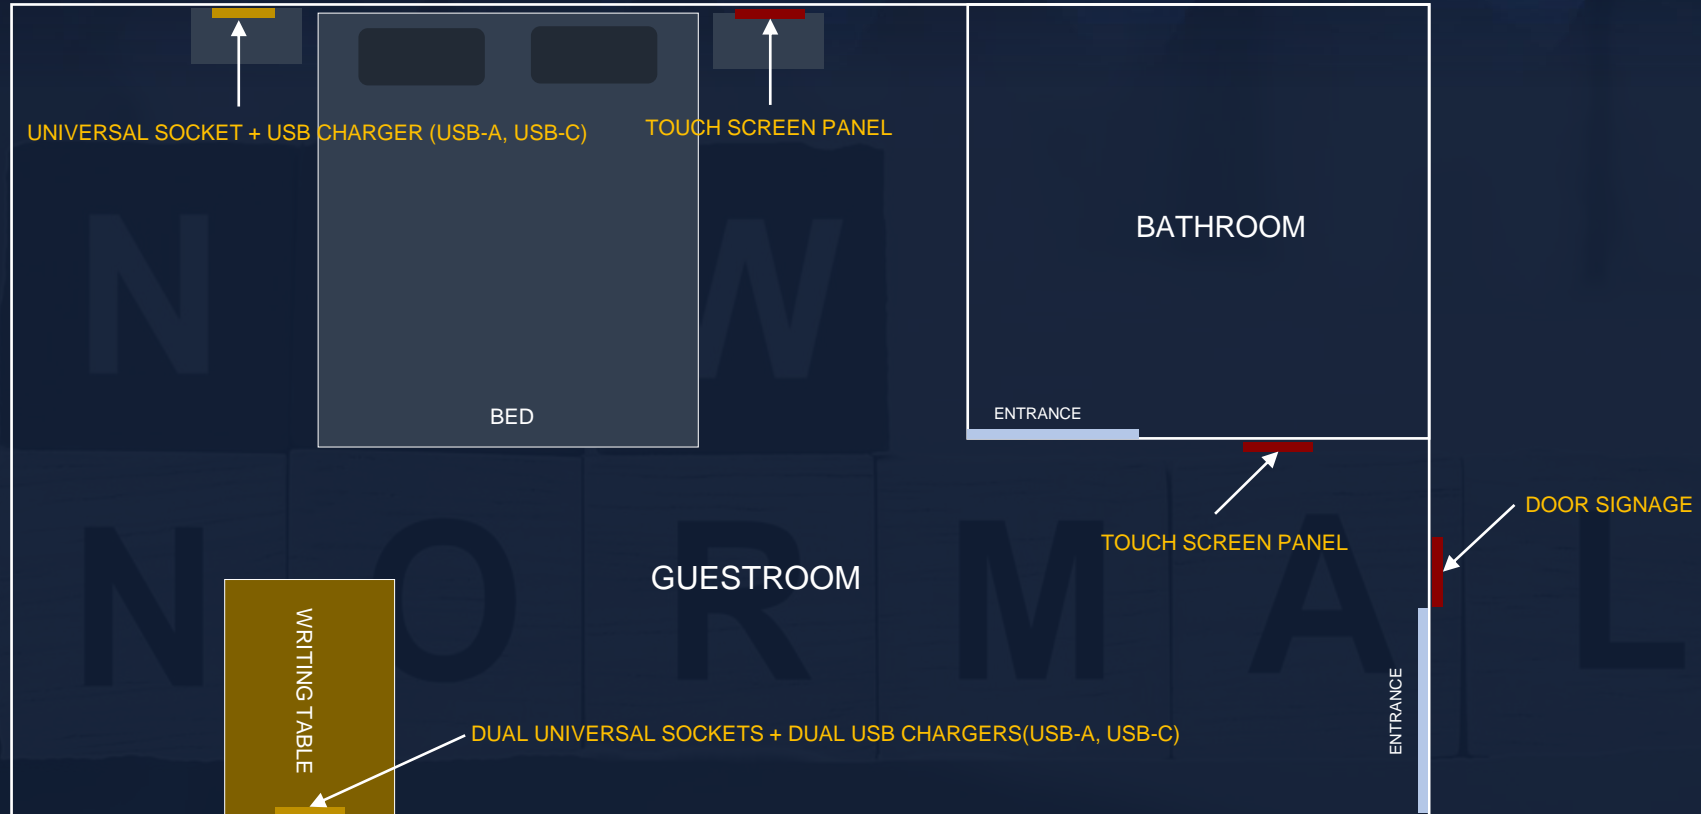 UNIVERSAL SOCKET + USB CHARGER (USB-A, USB-C)
TOUCH SCREEN PANEL
BATHROOM
BED
ENTRANCE
DOOR SIGNAGE
TOUCH SCREEN PANEL
GUESTROOM
WRITING TABLE
ENTRANCE
DUAL UNIVERSAL SOCKETS + DUAL USB CHARGERS(USB-A, USB-C)
N W
N O R M A L